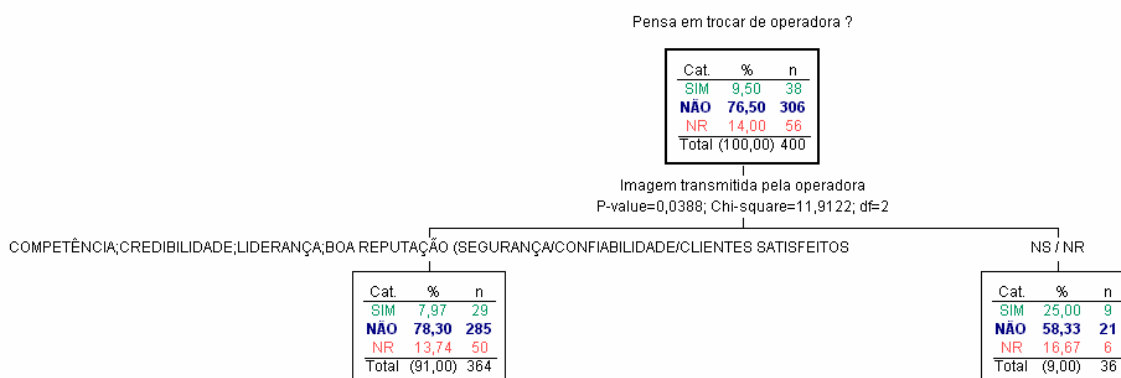 Pensa em trocar de operadora ?
Cat. % n
SIM 9,50 38
NÃO 76,50 306
NR 14,00 56
Total (100,00) 400
Imagem transmitida pela operadora
P-value=0,0388; Chi-square=11,9122; df=2
COMPETÊNCIA;CREDIBILIDADE;LIDERANÇA;BOA REPUTAÇÃO (SEGURANÇA/CONFIABILIDADE/CLIENTES SATISFEITOS
Cat. % n
SIM 7,97 29
NÃO 78,30 285
NR 13,74 50
Total (91,00) 364
NS / NR
Cat. % n
SIM 25,00 9
NÃO 58,33 21
NR 16,67 6
Total (9,00) 36